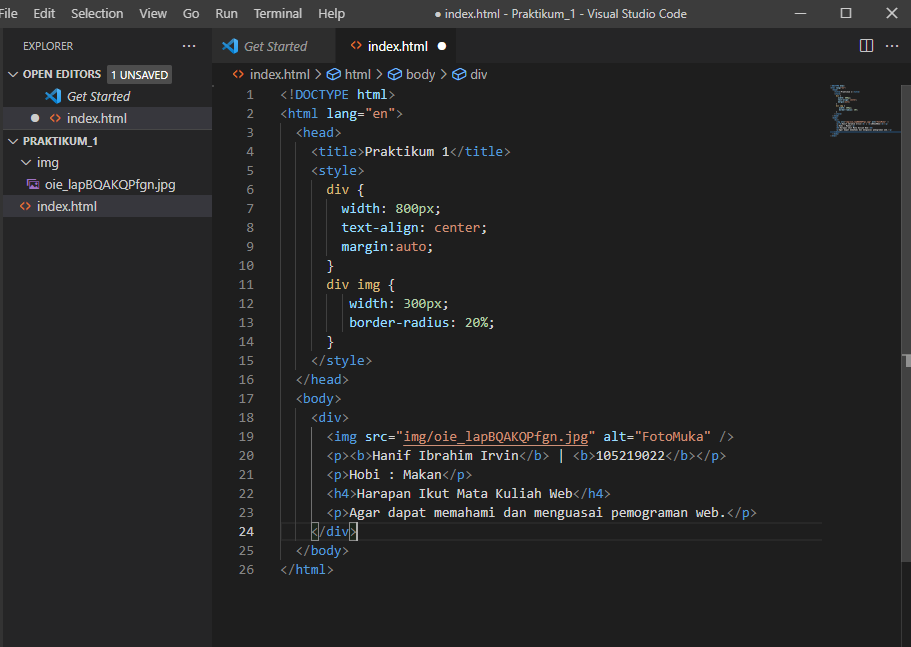 File Edit Selection View Go Run Terminal Help
● index.html - Praktikum_1 - Visual Studio Code
EXPLORER
OPEN EDITORS 1 UNSAVED
Get Started
index.html
PRAKTIKUM_1
img
oie_lapBQAKQPfgn.jpg
index.html
Get Started index.html
index.html > html > body > div
1 <!DOCTYPE html>
2 <html lang="en">
3 <head>
4 <title>Praktikum 1</title>
5 <style>
6 div {
7 width: 800px;
8 text-align: center;
9 margin:auto;
10 }
11 div img {
12 width: 300px;
13 border-radius: 20%;
14 }
15 </style>
16 </head>
17 <body>
18 <div>
19 <img src="img/oie_lapBQAKQPfgn.jpg" alt="FotoMuka" />
20 <p><b>Hanif Ibrahim Irvin</b> | <b>105219022</b></p>
21 <p>Hobi : Makan</p>
22 <h4>Harapan Ikut Mata Kuliah Web</h4>
23 <p>Agar dapat memahami dan menguasai pemograman web.</p>
24 </div>
25 </body>
26 </html>